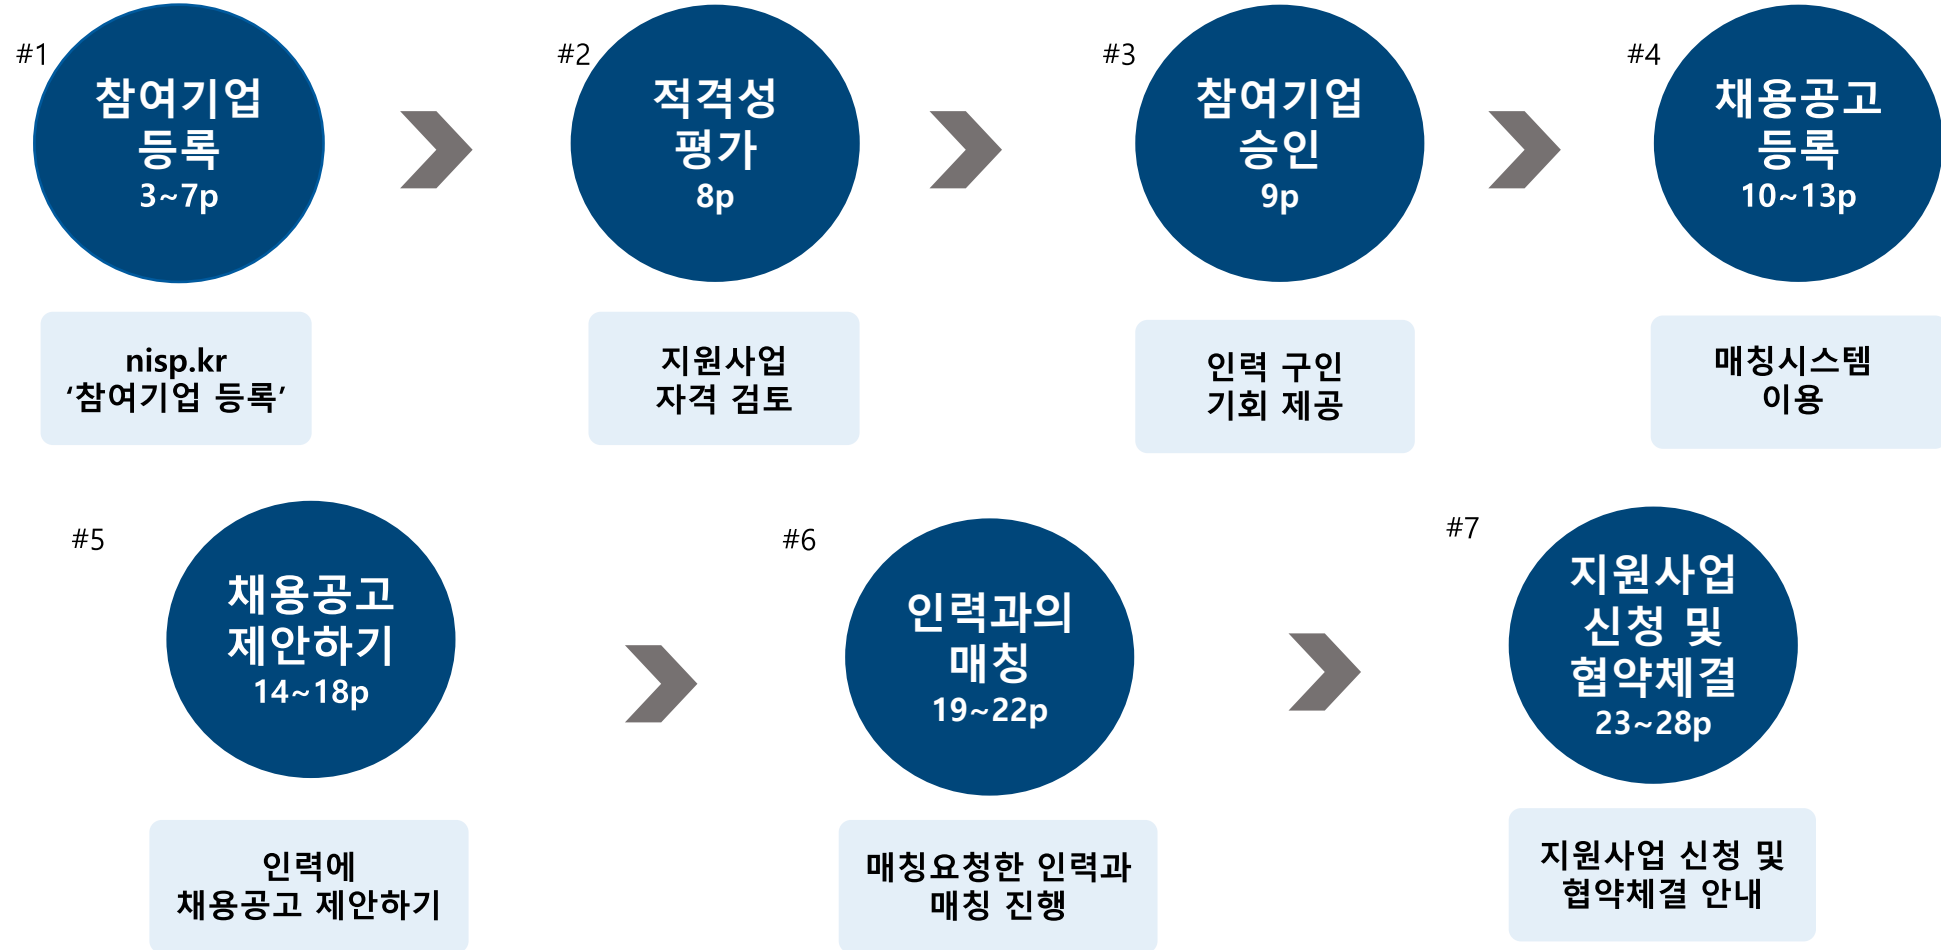 #1
참여기업
등록
3~7p
#2
적격성
평가
8p
#3
참여기업
승인
9p
#4
채용공고
등록
10~13p
nisp.kr
‘참여기업 등록’
지원사업
자격 검토
인력 구인
기회 제공
매칭시스템
이용
#5
채용공고
제안하기
14~18p
#6
인력과의
매칭
19~22p
#7
지원사업
신청 및
협약체결
23~28p
인력에
채용공고 제안하기
매칭요청한 인력과
매칭 진행
지원사업 신청 및
협약체결 안내